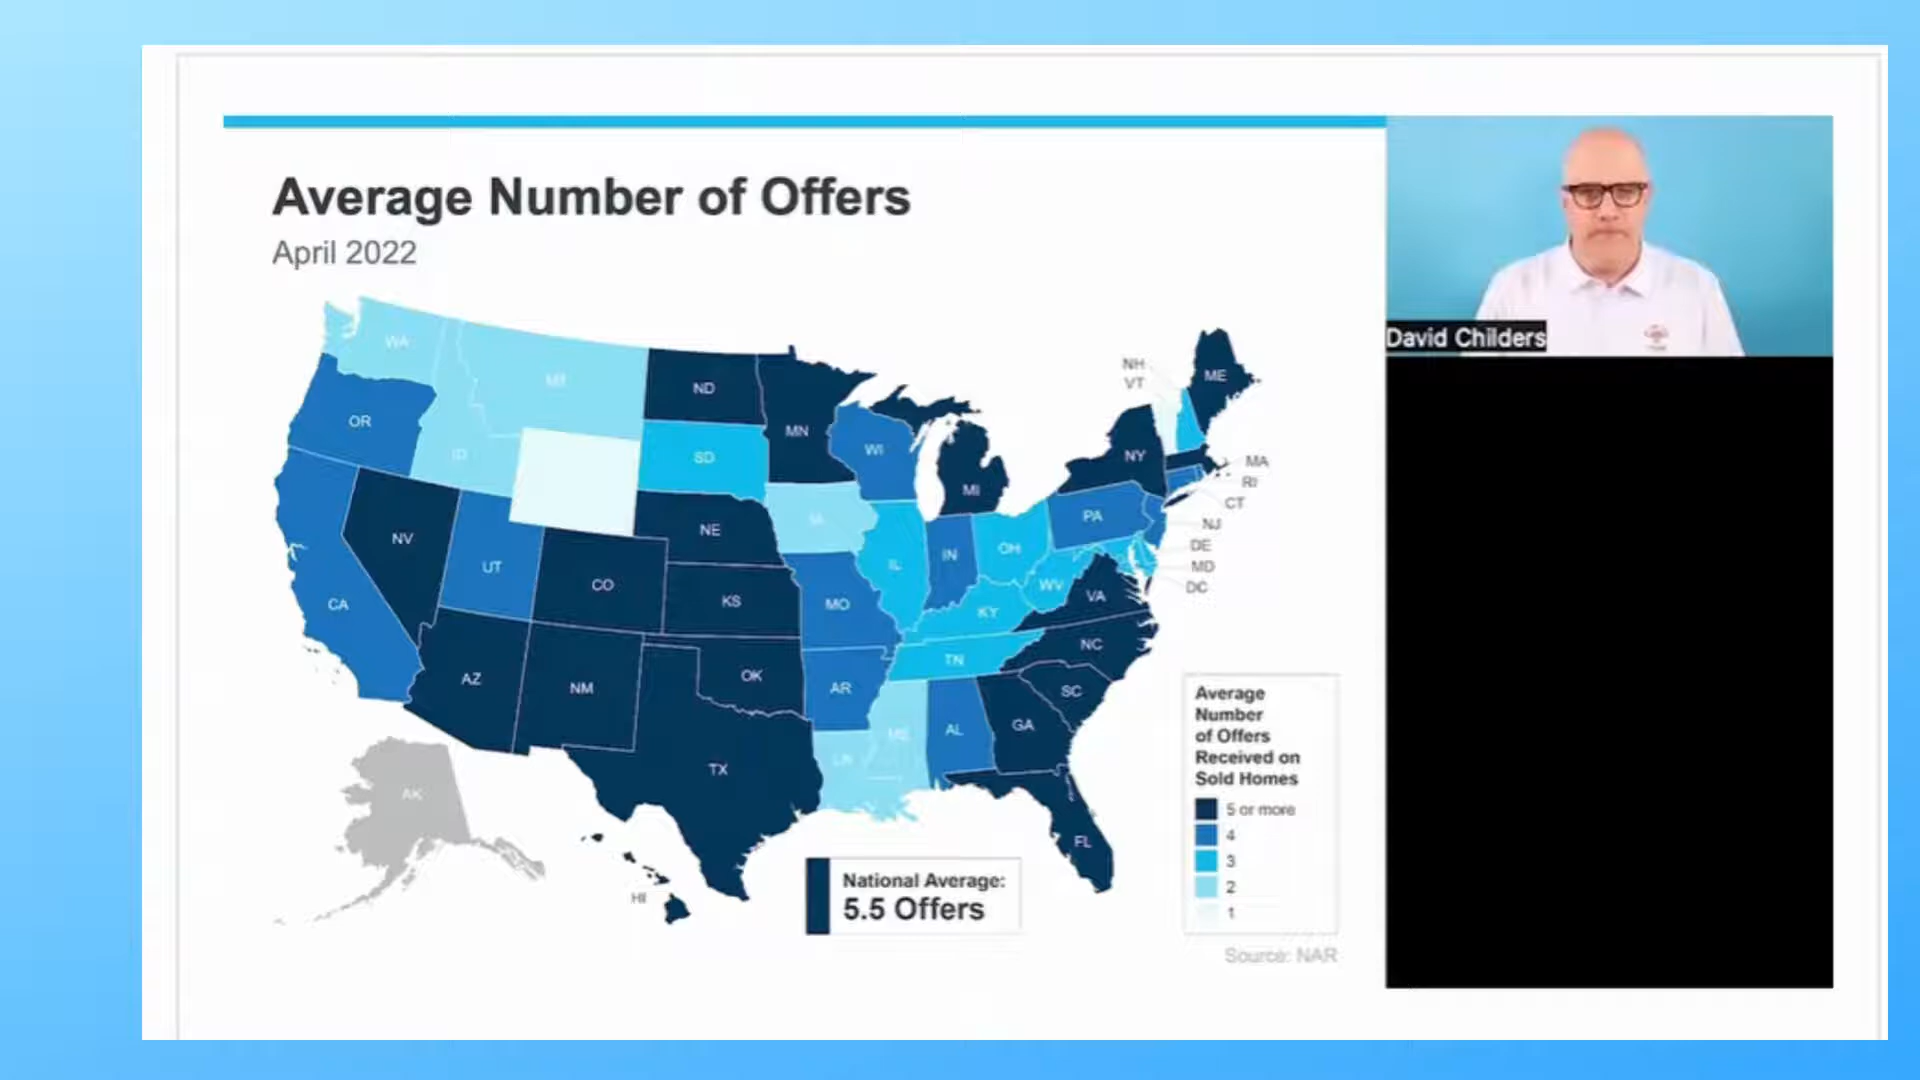 Average Number of Offers
April 2022
WA
MT
ND
MN
ME
NH
VT
OR
ID
SD
WI
MI
NY
MA
RI
CT
NV
UT
CO
NE
IA
IL
IN
OH
PA
NJ
DE
MD
DC
CA
KS
MO
KY
WV
VA
AZ
NM
OK
AR
TN
NC
SC
TX
LA
MS
AL
GA
FL
AK
HI
National Average:
5.5 Offers
Average
Number
of Offers
Received on
Sold Homes
5 or more
4
3
2
1
Source: NAR
David Childers